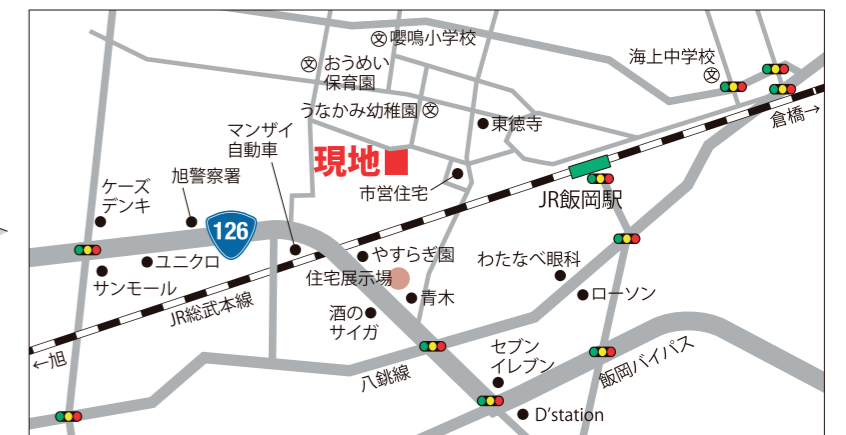 嚶鳴小学校
おうめい
保育園
海上中学校
うなかみ幼稚園
東徳寺
倉橋→
マンザイ
自動車
現地
市営住宅
JR飯岡駅
ケーズ
デンキ
旭警察署
126
ユニクロ
サンモール
JR総武本線
やすらぎ園
住宅展示場
青木
酒の
サイガ
わたなべ眼科
ローソン
←旭
八銚線
セブン
イレブン
飯岡バイパス
D'station